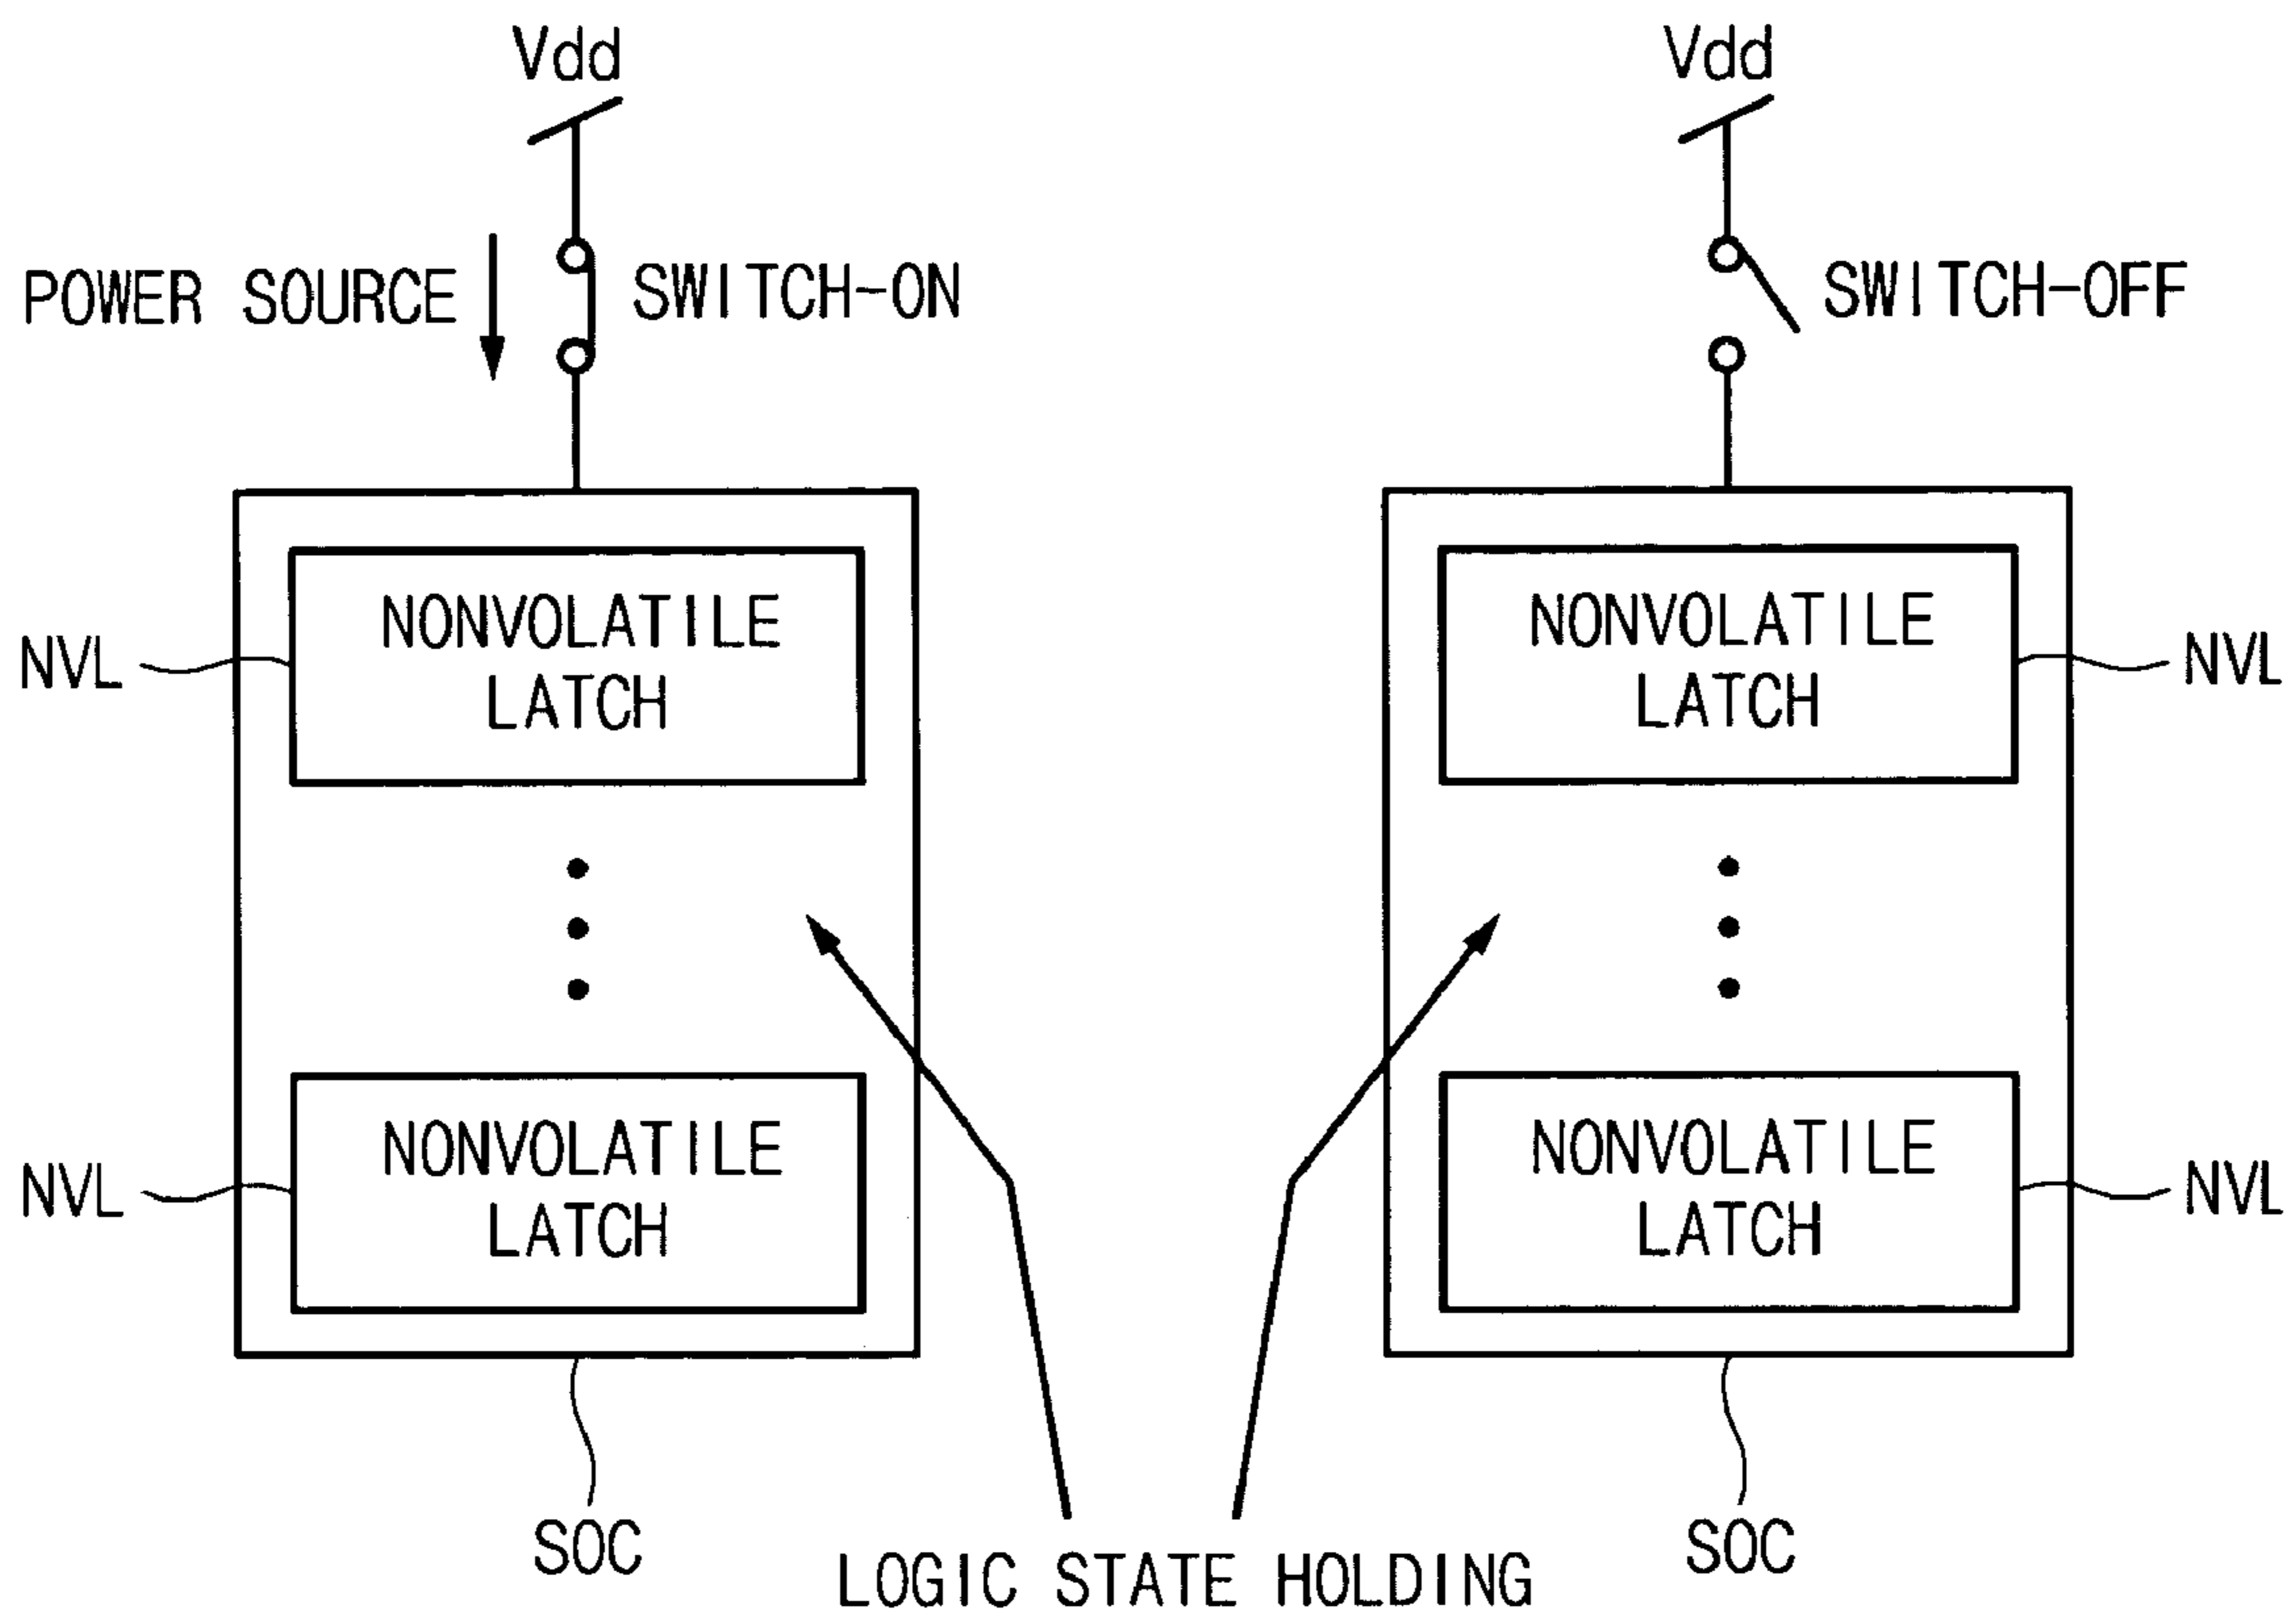 Vdd
Vdd
POWER SOURCE
SWITCH-ON
SWITCH-OFF
NONVOLATILE
LATCH
NVL
NONVOLATILE
LATCH
NVL
NONVOLATILE
LATCH
NVL
NONVOLATILE
LATCH
NVL
SOC
SOC
LOGIC STATE HOLDING